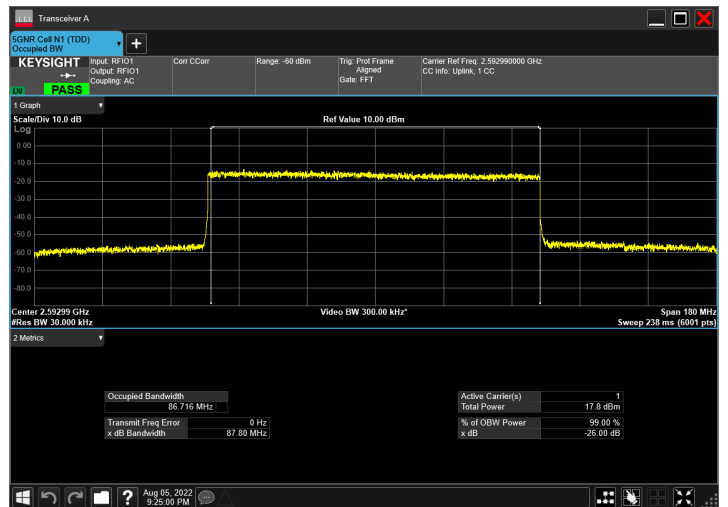 Transceiver A
5GNR Cell N1 (TDD)
Occupied BW
KEYSIGHT
LXI
PASS
Input: RFIO1
Output: RFIO1
Coupling: AC
Corr CCorr
Range: -60 dBm
Trig: Prot Frame
Aligned
Gate: FFT
Carrier Ref Freq: 2.592990000 GHz
CC Info: Uplink, 1 CC
1 Graph
Scale/Div 10.0 dB
Ref Value 10.00 dBm
Log
0.00
-10.0
-20.0
-30.0
-40.0
-50.0
-60.0
-70.0
-80.0
Center 2.59299 GHz
#Res BW 30.000 kHz
Video BW 300.00 kHz*
Span 180 MHz
Sweep 238 ms (6001 pts)
2 Metrics
Occupied Bandwidth
86.716 MHz
Transmit Freq Error 0 Hz
x dB Bandwidth 87.80 MHz
Active Carrier(s) 1
Total Power 17.8 dBm
% of OBW Power 99.00 %
x dB -26.00 dB
?
Aug 05, 2022
9:25:00 PM